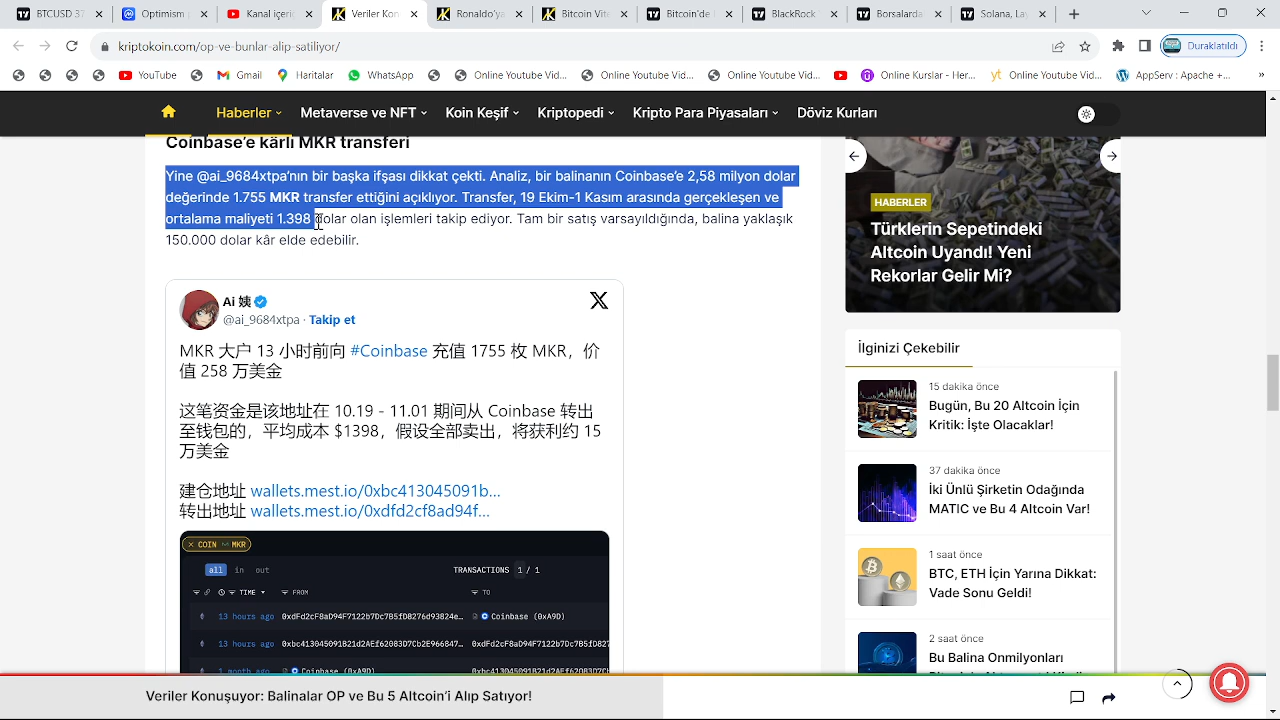 BTCUSD 37
Optimism (
Kanal içeri
Veriler Kon
Ronaldo'ya
Bitcoin Vite
Bitcoin'de
BlackRock
Borsalarda
Sonra, La
kriptokoin.com/op-ve-bunlar-alip-satiliyor/
Duraklatıldı
YouTube
Gmail
Haritalar
WhatsApp
Online Youtube Vid...
Online Youtube Vid...
Online Youtube Vid...
Online Kurslar - Her...
Online Youtube Vid...
AppServ : Apache +...
Haberler
Metaverse ve NFT
Koin Keşif
Kriptopedi
Kripto Para Piyasaları
Döviz Kurları
Coinbase'e kârlı MKR transferi
Yine @ai_9684xtpa'nın bir başka ifşası dikkat çekti. Analiz, bir balinanın Coinbase'e 2,58 milyon dolar
değerinde 1.755 MKR transfer ettiğini açıklıyor. Transfer, 19 Ekim-1 Kasım arasında gerçekleşen ve
ortalama maliyeti 1.398 dolar olan işlemleri takip ediyor. Tam bir satış varsayıldığında, balina yaklaşık
150.000 dolar kâr elde edebilir.
Ai 姨
@ai_9684xtpa · Takip et
MKR 大户 13 小时前向 #Coinbase 充值 1755 枚 MKR，价
值 258 万美金
这笔资金是该地址在 10.19 - 11.01 期间从 Coinbase 转出
至钱包的，平均成本 $1398，假设全部卖出，将获利约 15
万美金
建仓地址 wallets.mest.io/0xbc413045091b...
转出地址 wallets.mest.io/0xdfd2cf8ad94f...
× COIN MKR
all in out
TRANSACTIONS 1 / 1
TIME FROM TO
13 hours ago 0xdFd2cF8aD94F7122b7Dc7B5fD8276d93824e… Coinbase (0xA9D)
13 hours ago 0xbc413045091B21d2AEf62083D7Cb2E966847… 0xdFd2cF8aD94F7122b7Dc7B5fD827
1 month ago Coinbase (0xA9D) 0xbc413045091B21d2AEf62083D7Cb
HABERLER
Türklerin Sepetindeki
Altcoin Uyandı! Yeni
Rekorlar Gelir Mi?
İlginizi Çekebilir
15 dakika önce
Bugün, Bu 20 Altcoin İçin
Kritik: İşte Olacaklar!
37 dakika önce
İki Ünlü Şirketin Odağında
MATIC ve Bu 4 Altcoin Var!
1 saat önce
BTC, ETH İçin Yarına Dikkat:
Vade Sonu Geldi!
2 saat önce
Bu Balina Onmilyonları
Veriler Konuşuyor: Balinalar OP ve Bu 5 Altcoin'i Alıp Satıyor!